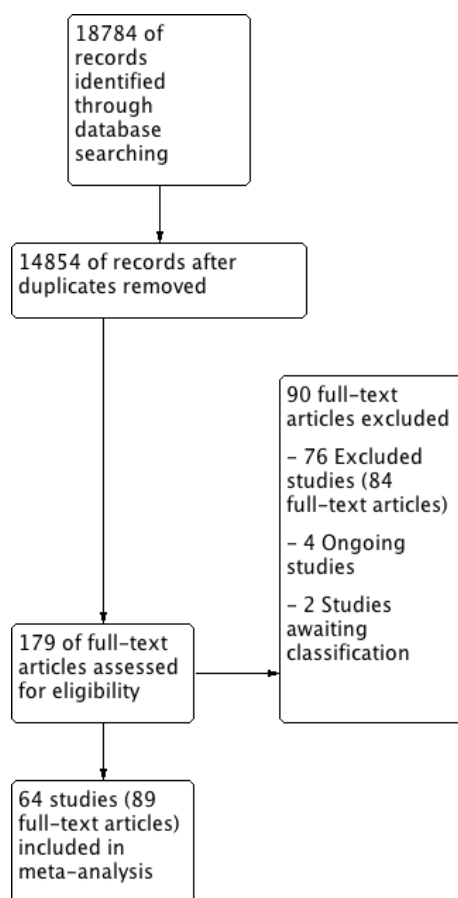 18784 of
records
identified
through
database
searching
14854 of records after
duplicates removed
90 full-text
articles excluded
– 76 Excluded
studies (84
full-text articles)
– 4 Ongoing
studies
– 2 Studies
awaiting
classification
179 of full-text
articles assessed
for eligibility
64 studies (89
full-text articles)
included in
meta-analysis